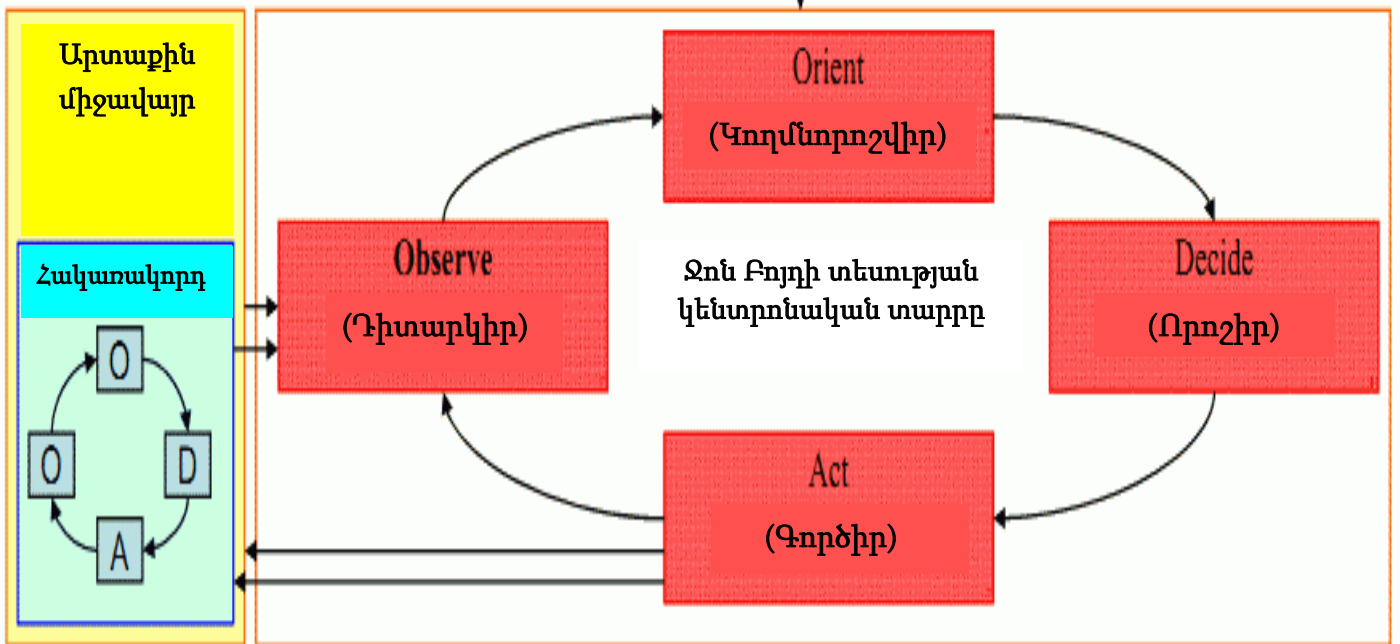 Արտաքին
միջավայր
Հակառակորդ
O
O
D
A
Orient
(Կողմնորոշվիր)
Observe
(Դիտարկիր)
Ջոն Բոյդի տեսության
կենտրոնական տարրը
Decide
(Որոշիր)
Act
(Գործիր)